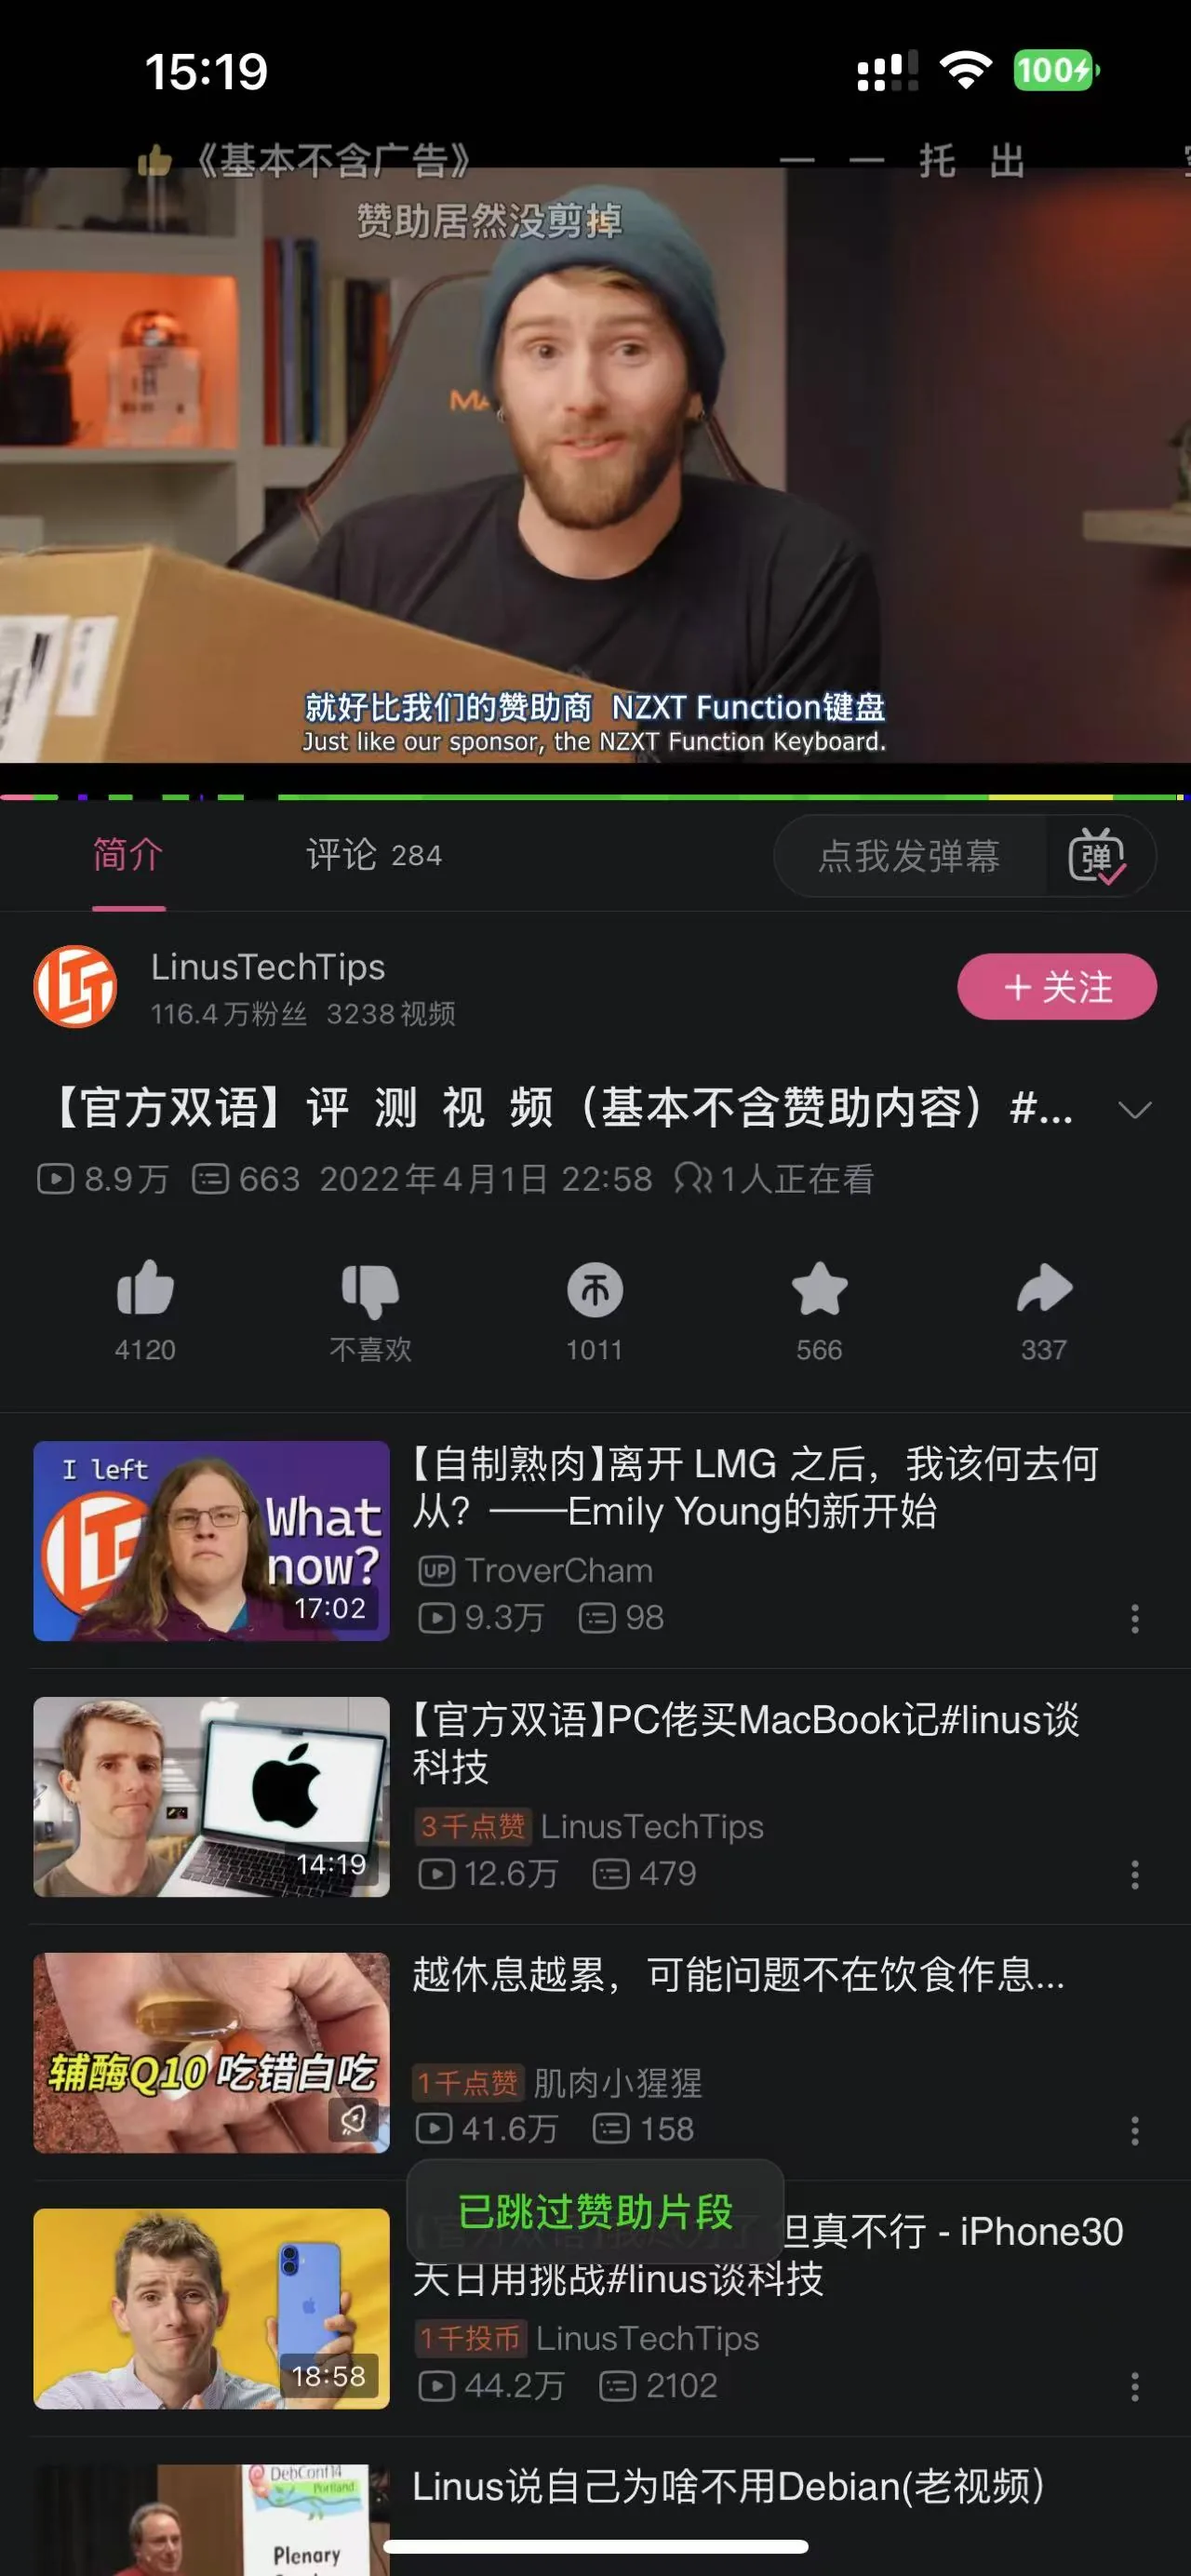 15:19
100
《基本不含广告》
一 一 托 出
赞助居然没剪掉
就好比我们的赞助商 NZXT Function键盘
Just like our sponsor, the NZXT Function Keyboard.
简介
评论 284
点我发弹幕
弹
LTT
LinusTechTips
116.4万粉丝 3238视频
+ 关注
【官方双语】评 测 视 频（基本不含赞助内容）#...
8.9万 663 2022年4月1日 22:58 1人正在看
4120
不喜欢
1011
566
337
I left
What
now?
17:02
【自制熟肉】离开 LMG 之后，我该何去何
从？——Emily Young的新开始
UP TroverCham
9.3万 98
14:19
【官方双语】PC佬买MacBook记#linus谈
科技
3千点赞 LinusTechTips
12.6万 479
辅酶Q10 吃错白吃
越休息越累，可能问题不在饮食作息...
1千点赞 肌肉小猩猩
41.6万 158
已跳过赞助片段
18:58
但真不行 - iPhone30
天日用挑战#linus谈科技
1千投币 LinusTechTips
44.2万 2102
DebConf14
Portland
Plenary
Linus说自己为啥不用Debian(老视频）